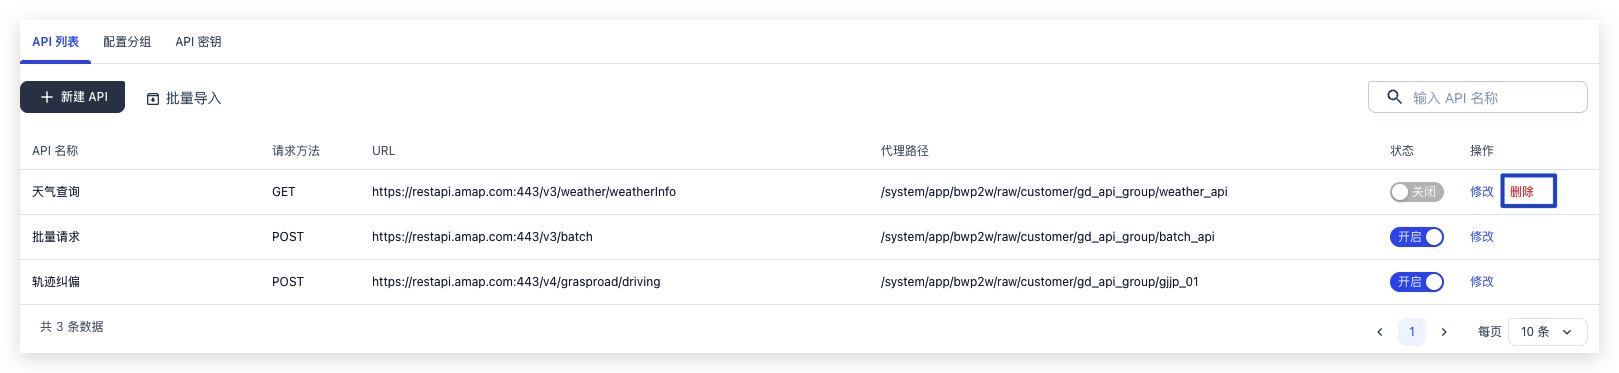 API 列表 配置分组 API 密钥
新建 API 批量导入 输入 API 名称
API 名称 请求方法 URL 代理路径 状态 操作
天气查询 GET https://restapi.amap.com:443/v3/weather/weatherInfo /system/app/bwp2w/raw/customer/gd_api_group/weather_api 关闭 修改 删除
批量请求 POST https://restapi.amap.com:443/v3/batch /system/app/bwp2w/raw/customer/gd_api_group/batch_api 开启 修改
轨迹纠偏 POST https://restapi.amap.com:443/v4/grasproad/driving /system/app/bwp2w/raw/customer/gd_api_group/gjjp_01 开启 修改
共 3 条数据 1 每页 10 条